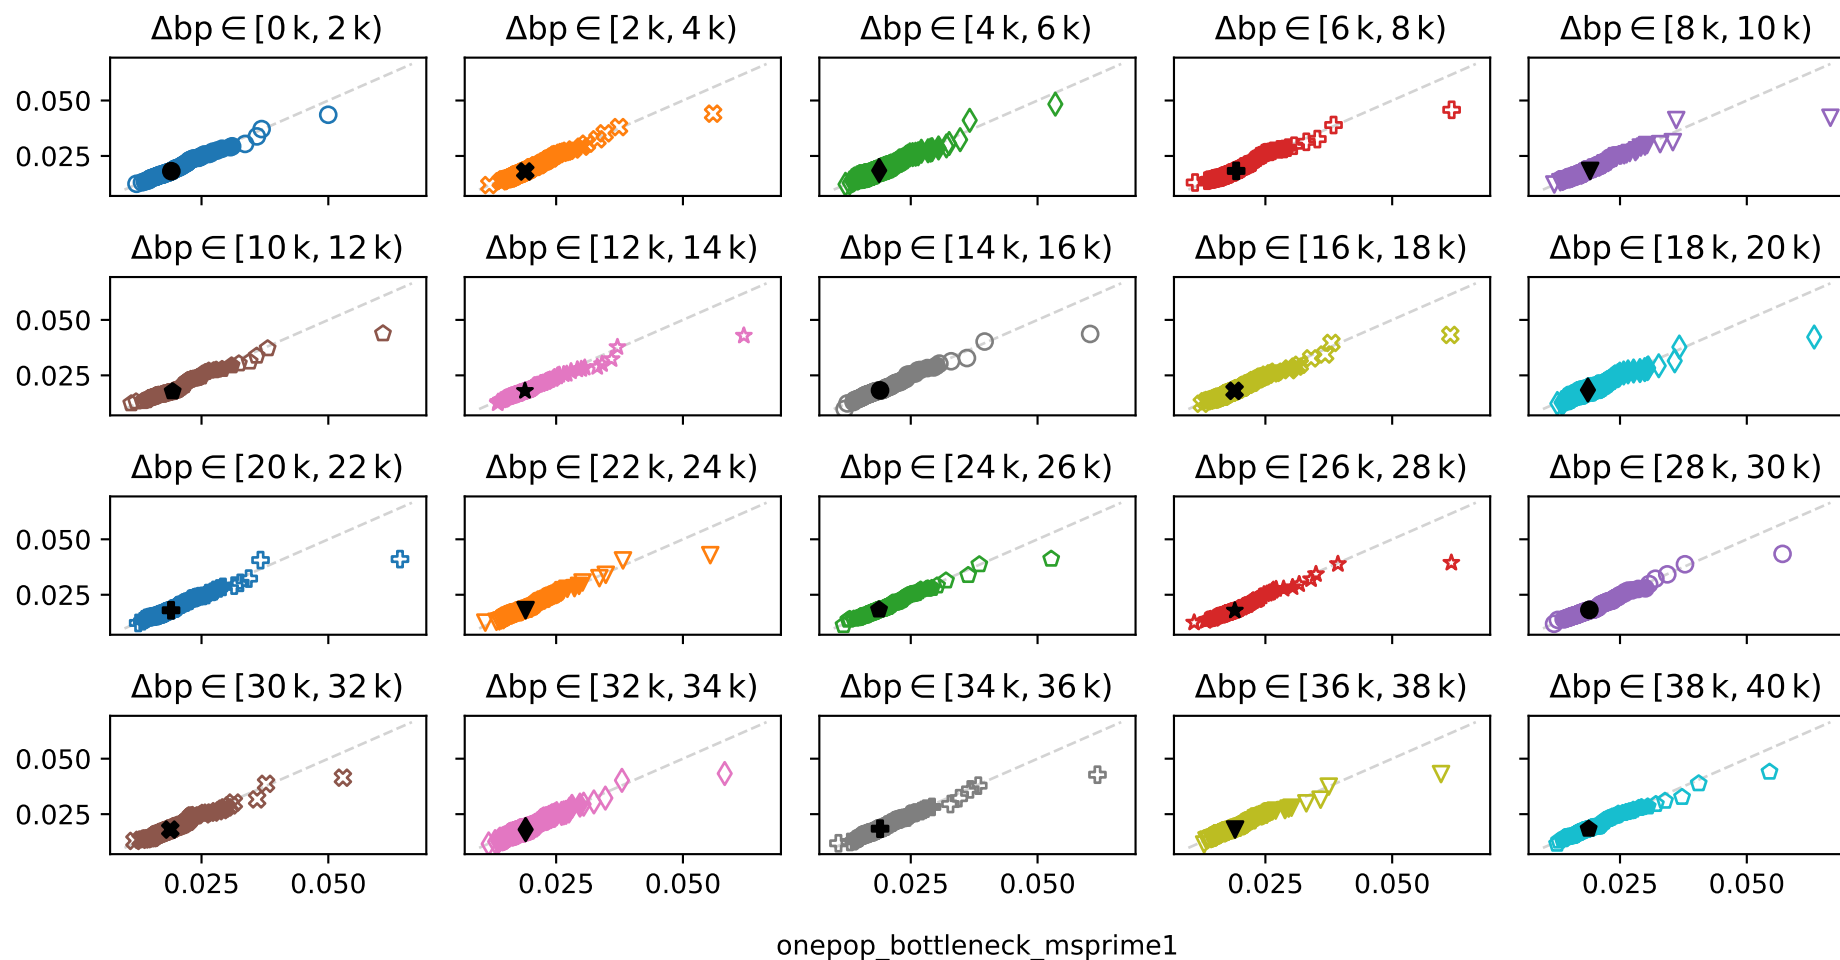 Δbp ∈ [0 k, 2 k) Δbp ∈ [2 k, 4 k) Δbp ∈ [4 k, 6 k) Δbp ∈ [6 k, 8 k) Δbp ∈ [8 k, 10 k)
0.050
0.025
Δbp ∈ [10 k, 12 k) Δbp ∈ [12 k, 14 k) Δbp ∈ [14 k, 16 k) Δbp ∈ [16 k, 18 k) Δbp ∈ [18 k, 20 k)
0.050
0.025
Δbp ∈ [20 k, 22 k) Δbp ∈ [22 k, 24 k) Δbp ∈ [24 k, 26 k) Δbp ∈ [26 k, 28 k) Δbp ∈ [28 k, 30 k)
0.050
0.025
Δbp ∈ [30 k, 32 k) Δbp ∈ [32 k, 34 k) Δbp ∈ [34 k, 36 k) Δbp ∈ [36 k, 38 k) Δbp ∈ [38 k, 40 k)
0.050
0.025
0.025 0.050 0.025 0.050 0.025 0.050 0.025 0.050 0.025 0.050
onepop_bottleneck_msprime1